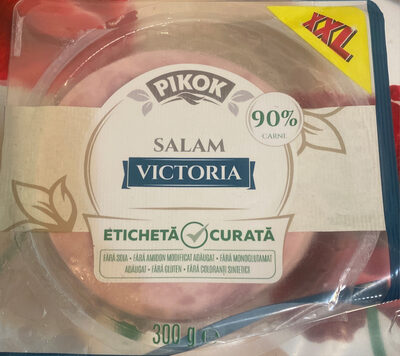 XXL
PIKOK
90%
CARNE
SALAM
VICTORIA
ETICHETĂ CURATĂ
FĂRĂ SOIA • FĂRĂ AMIDON MODIFICAT ADĂUGAT • FĂRĂ MONOGLUTAMAT
ADĂUGAT • FĂRĂ GLUTEN • FĂRĂ COLORANȚI SINTETICI
300 g e